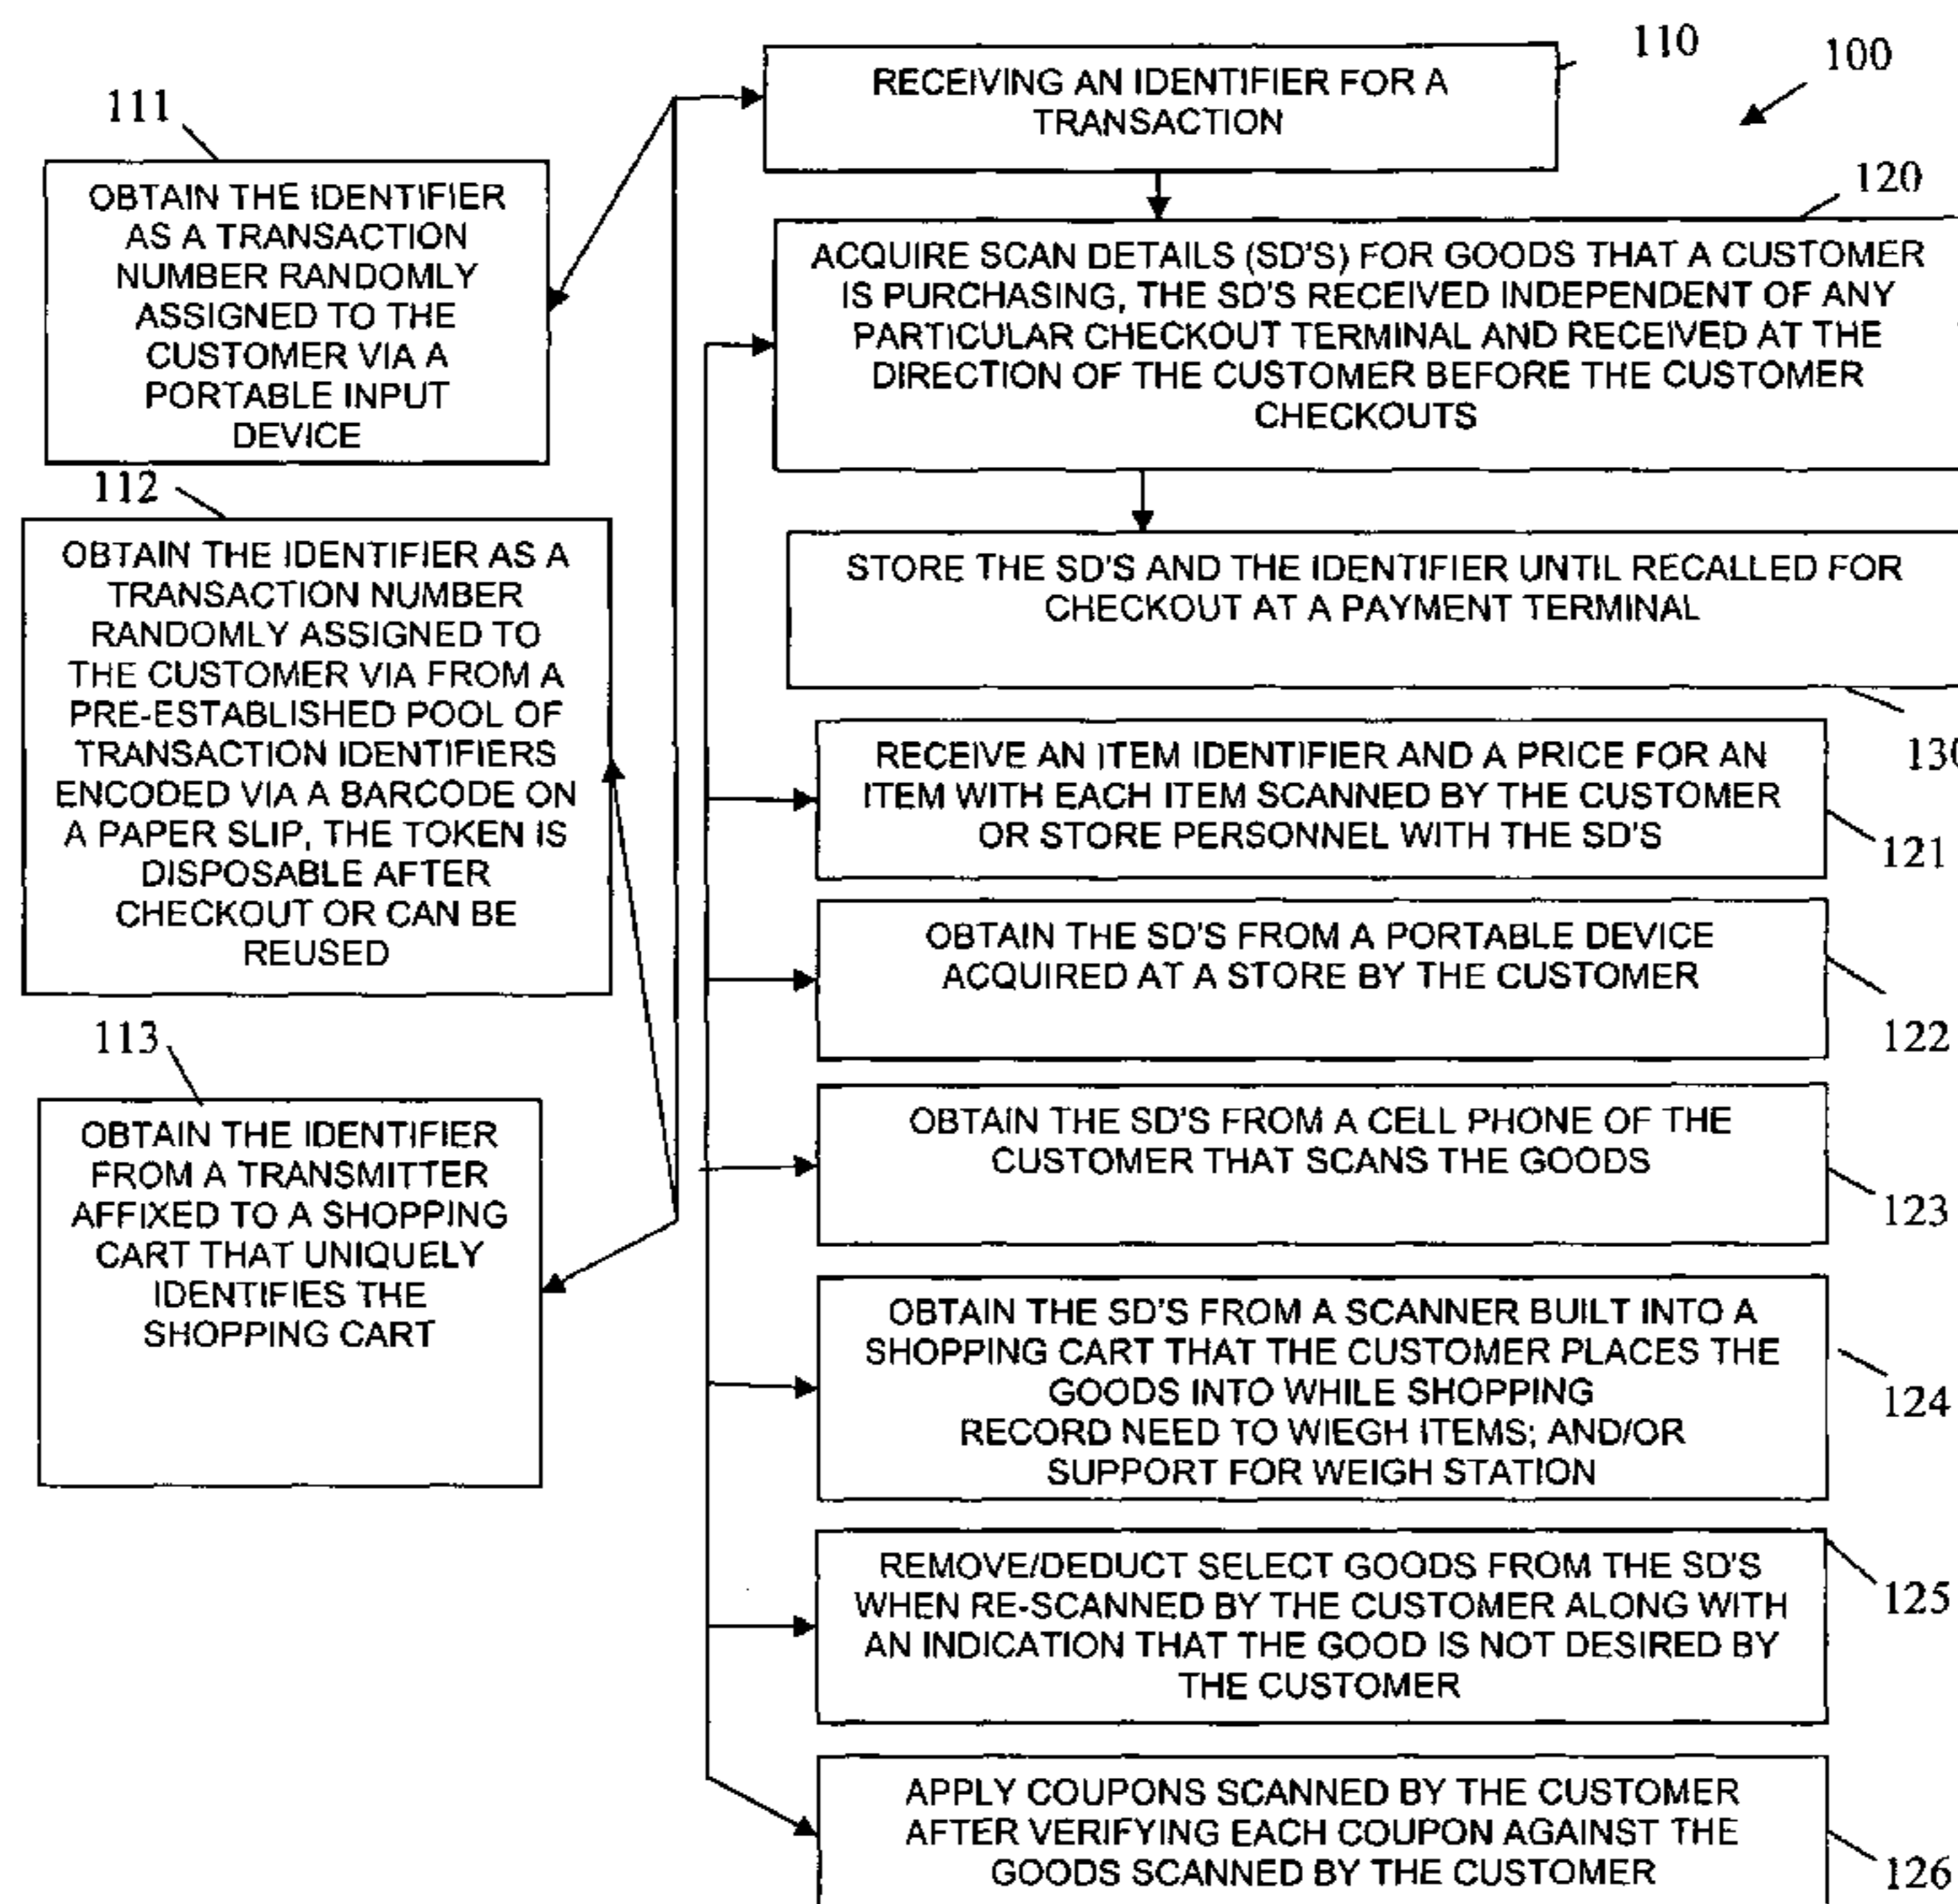 110
100
RECEIVING AN IDENTIFIER FOR A
TRANSACTION
111
OBTAIN THE IDENTIFIER
AS A TRANSACTION
NUMBER RANDOMLY
ASSIGNED TO THE
CUSTOMER VIA A
PORTABLE INPUT
DEVICE
120
ACQUIRE SCAN DETAILS (SD'S) FOR GOODS THAT A CUSTOMER
IS PURCHASING, THE SD'S RECEIVED INDEPENDENT OF ANY
PARTICULAR CHECKOUT TERMINAL AND RECEIVED AT THE
DIRECTION OF THE CUSTOMER BEFORE THE CUSTOMER
CHECKOUTS
112
OBTAIN THE IDENTIFIER AS A
TRANSACTION NUMBER
RANDOMLY ASSIGNED TO
THE CUSTOMER VIA FROM A
PRE-ESTABLISHED POOL OF
TRANSACTION IDENTIFIERS
ENCODED VIA A BARCODE ON
A PAPER SLIP, THE TOKEN IS
DISPOSABLE AFTER
CHECKOUT OR CAN BE
REUSED
STORE THE SD'S AND THE IDENTIFIER UNTIL RECALLED FOR
CHECKOUT AT A PAYMENT TERMINAL
130
RECEIVE AN ITEM IDENTIFIER AND A PRICE FOR AN
ITEM WITH EACH ITEM SCANNED BY THE CUSTOMER
OR STORE PERSONNEL WITH THE SD'S
121
OBTAIN THE SD'S FROM A PORTABLE DEVICE
ACQUIRED AT A STORE BY THE CUSTOMER
122
113
OBTAIN THE IDENTIFIER
FROM A TRANSMITTER
AFFIXED TO A SHOPPING
CART THAT UNIQUELY
IDENTIFIES THE
SHOPPING CART
OBTAIN THE SD'S FROM A CELL PHONE OF THE
CUSTOMER THAT SCANS THE GOODS
123
OBTAIN THE SD'S FROM A SCANNER BUILT INTO A
SHOPPING CART THAT THE CUSTOMER PLACES THE
GOODS INTO WHILE SHOPPING
RECORD NEED TO WIEGH ITEMS; AND/OR
SUPPORT FOR WEIGH STATION
124
REMOVE/DEDUCT SELECT GOODS FROM THE SD'S
WHEN RE-SCANNED BY THE CUSTOMER ALONG WITH
AN INDICATION THAT THE GOOD IS NOT DESIRED BY
THE CUSTOMER
125
APPLY COUPONS SCANNED BY THE CUSTOMER
AFTER VERIFYING EACH COUPON AGAINST THE
GOODS SCANNED BY THE CUSTOMER
126